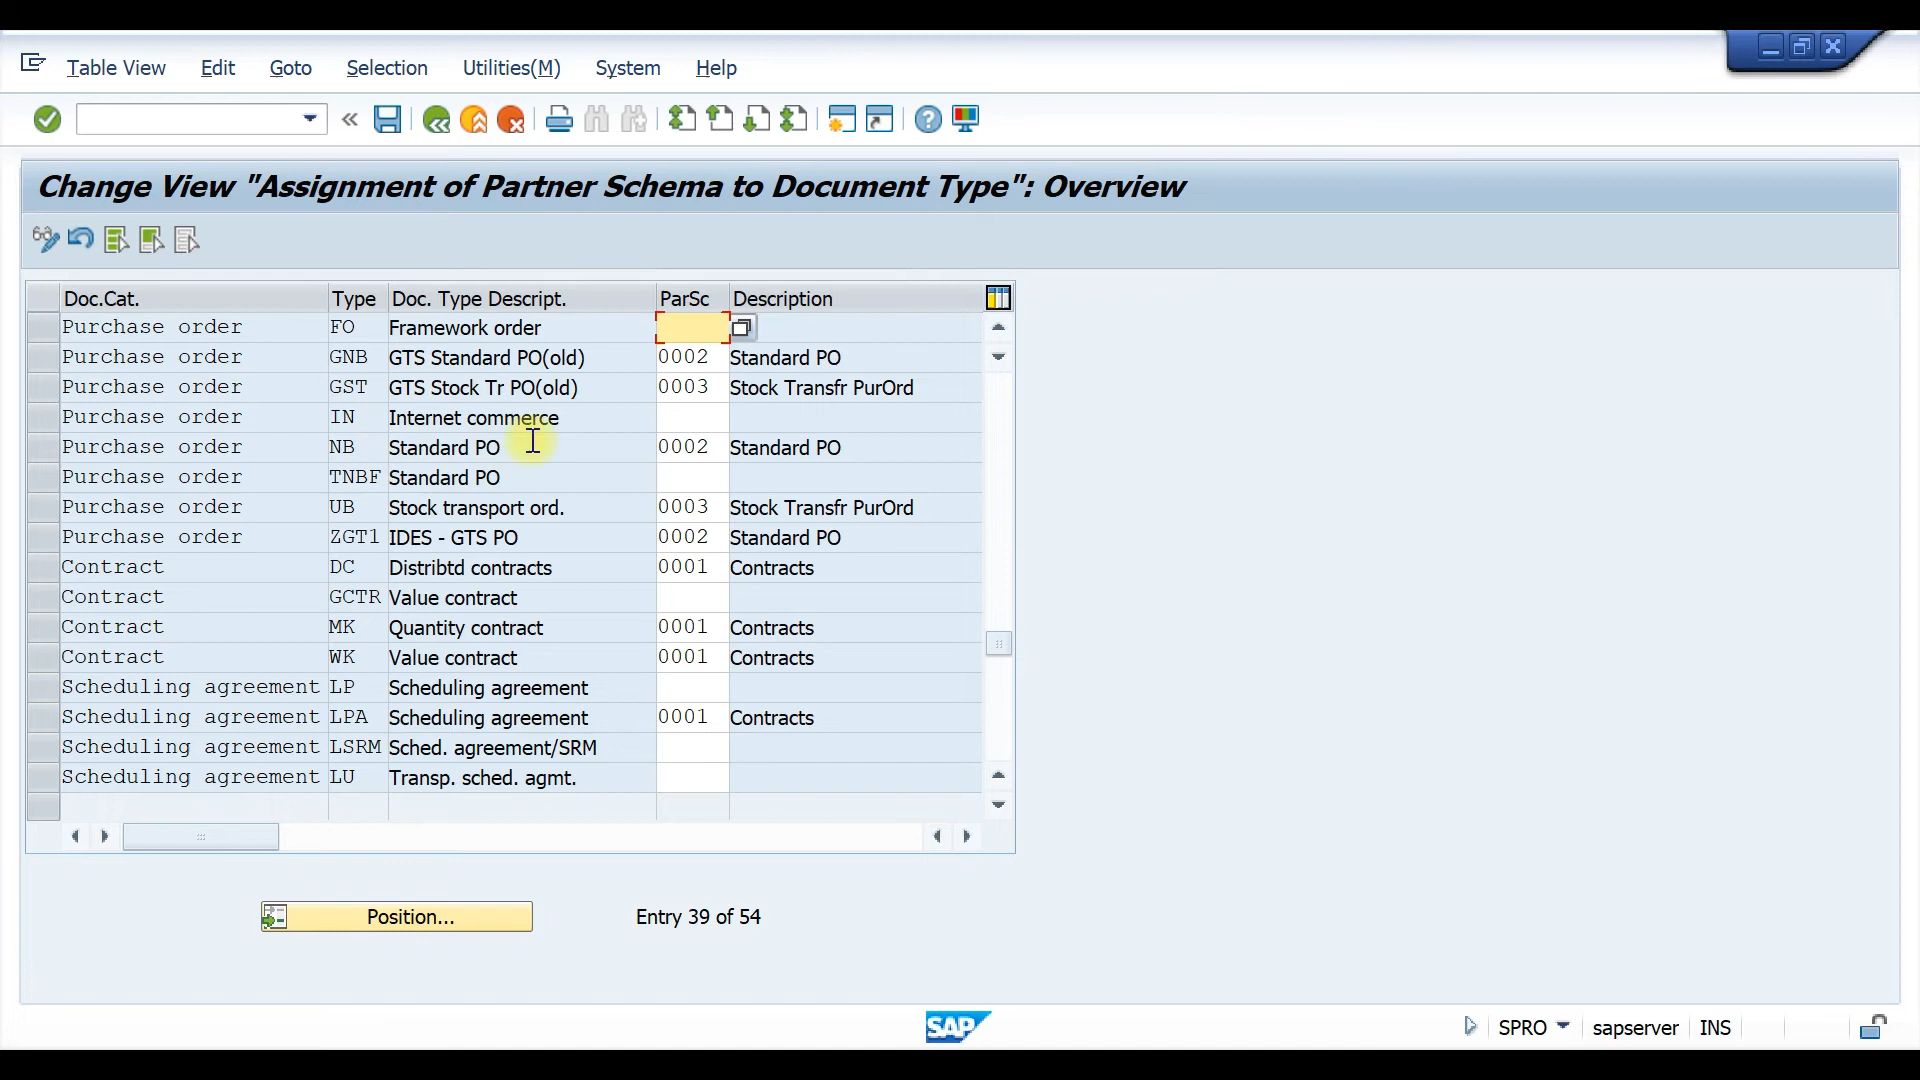 Table View Edit Goto Selection Utilities(M) System Help
Change View "Assignment of Partner Schema to Document Type": Overview
Doc.Cat. Type Doc. Type Descript. ParSc Description
Purchase order FO Framework order
Purchase order GNB GTS Standard PO(old) 0002 Standard PO
Purchase order GST GTS Stock Tr PO(old) 0003 Stock Transfr PurOrd
Purchase order IN Internet commerce
Purchase order NB Standard PO 0002 Standard PO
Purchase order TNBF Standard PO
Purchase order UB Stock transport ord. 0003 Stock Transfr PurOrd
Purchase order ZGT1 IDES - GTS PO 0002 Standard PO
Contract DC Distribtd contracts 0001 Contracts
Contract GCTR Value contract
Contract MK Quantity contract 0001 Contracts
Contract WK Value contract 0001 Contracts
Scheduling agreement LP Scheduling agreement
Scheduling agreement LPA Scheduling agreement 0001 Contracts
Scheduling agreement LSRM Sched. agreement/SRM
Scheduling agreement LU Transp. sched. agmt.
Position... Entry 39 of 54
SAP SPRO sapserver INS